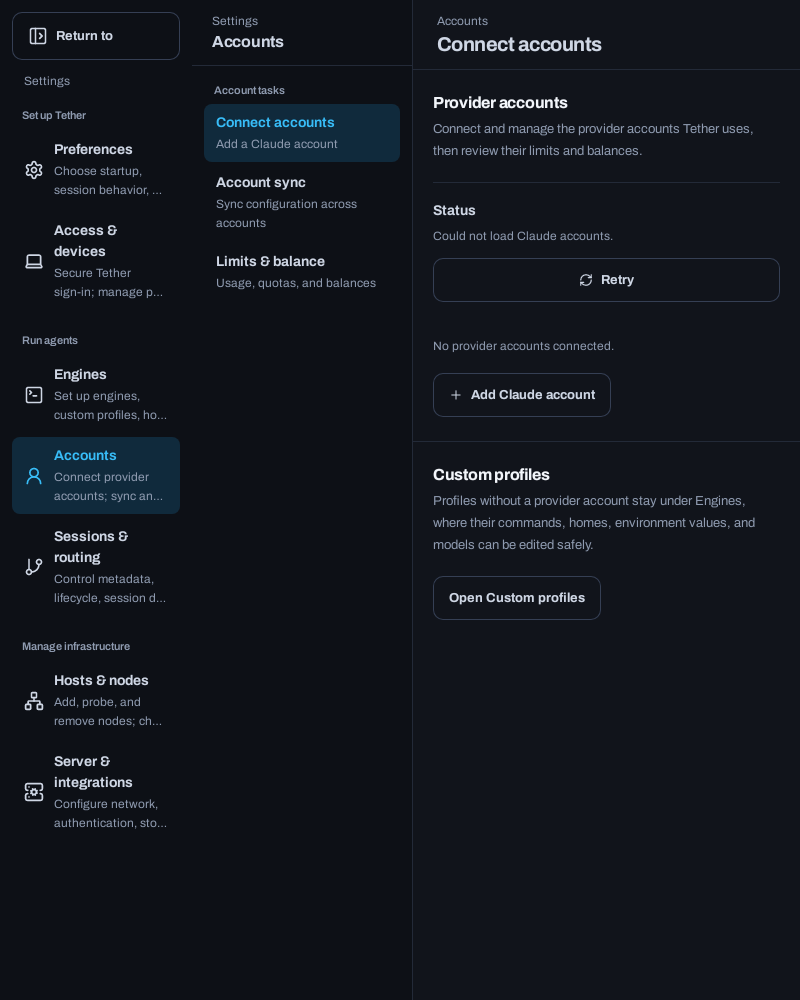 Return to
Settings
Set up Tether
Preferences
Choose startup,
session behavior, ...
Access &
devices
Secure Tether
sign-in; manage p...
Run agents
Engines
Set up engines,
custom profiles, ho...
Accounts
Connect provider
accounts; sync an...
Sessions &
routing
Control metadata,
lifecycle, session d...
Manage infrastructure
Hosts & nodes
Add, probe, and
remove nodes; ch...
Server &
integrations
Configure network,
authentication, sto...
Settings
Accounts
Account tasks
Connect accounts
Add a Claude account
Account sync
Sync configuration across
accounts
Limits & balance
Usage, quotas, and balances
Accounts
Connect accounts
Provider accounts
Connect and manage the provider accounts Tether uses,
then review their limits and balances.
Status
Could not load Claude accounts.
Retry
No provider accounts connected.
Add Claude account
Custom profiles
Profiles without a provider account stay under Engines,
where their commands, homes, environment values, and
models can be edited safely.
Open Custom profiles